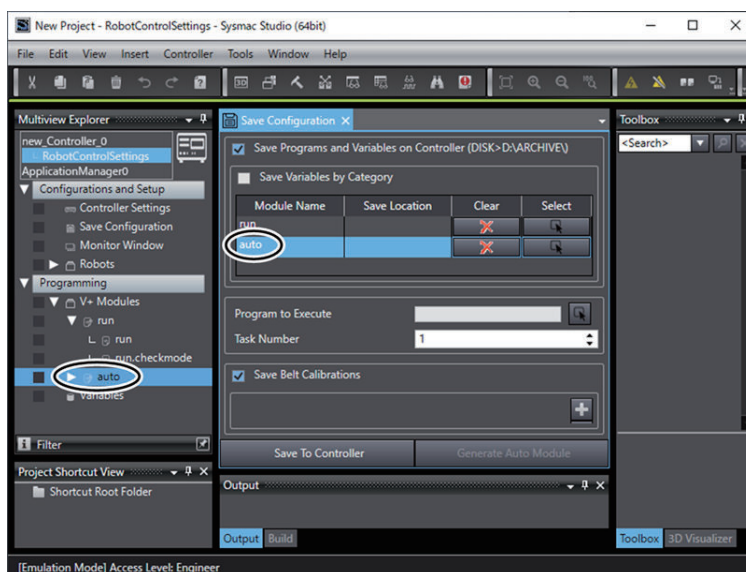 New Project - RobotControlSettings - Sysmac Studio (64bit)
File Edit View Insert Controller Tools Window Help
Multiview Explorer
new_Controller_0
RobotControlSettings
ApplicationManager0
Configurations and Setup
Controller Settings
Save Configuration
Monitor Window
Robots
Programming
V+ Modules
run
run
run.checkmode
auto
Variables
Filter
Project Shortcut View
Shortcut Root Folder
Save Configuration
Save Programs and Variables on Controller (DISK>D:\ARCHIVE\)
Save Variables by Category
Module Name Save Location Clear Select
run
auto
Program to Execute
Task Number 1
Save Belt Calibrations
Save To Controller Generate Auto Module
Output
Output Build
Toolbox
<Search>
Toolbox 3D Visualizer
[Emulation Mode] Access Level: Engineer